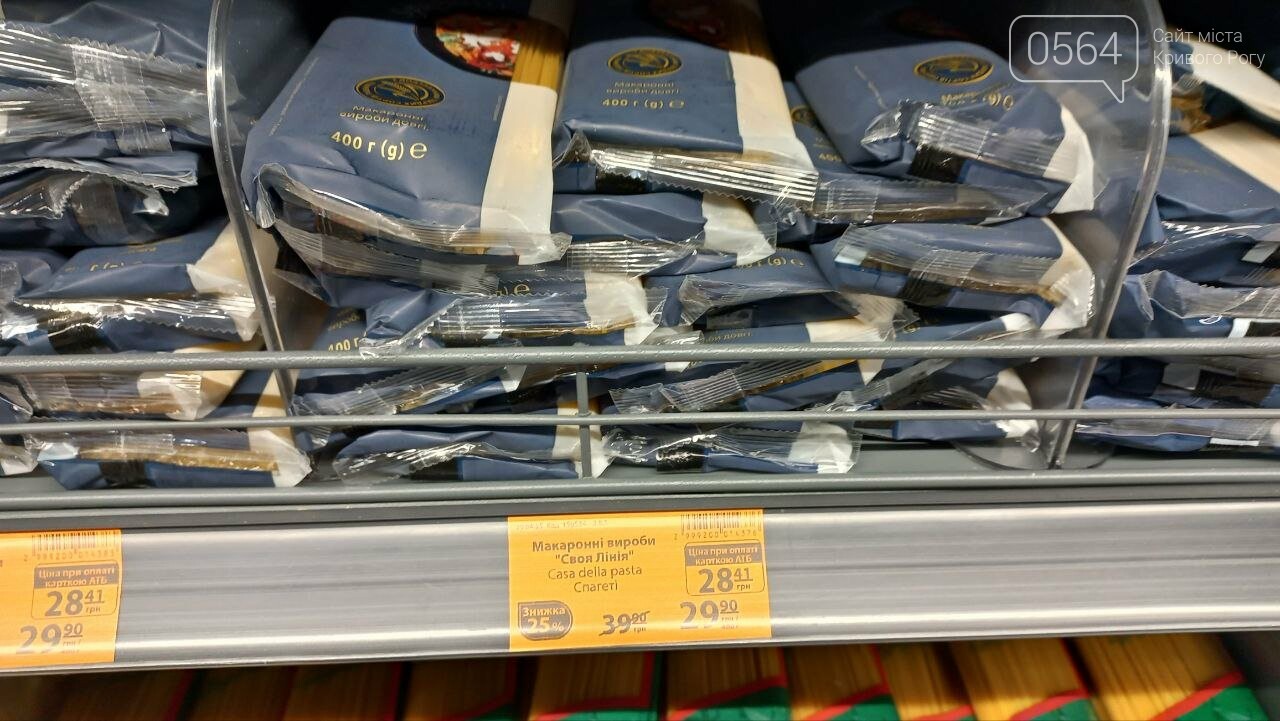 0564
Сайт міста
Кривого Рогу
Макаронні
вироби довгі
400 г (g) ℮
Макаронні
вироби довгі
400 г (g) ℮
400 г (g)
Макаронні вироби
"Своя Лінія"
Casa della pasta
Спагеті
Знижка
25%
39 90
грн
Ціна при оплаті
карткою АТБ
28 41
грн
29 90
Ціна при оплаті
карткою АТБ
28 41
грн
29 90